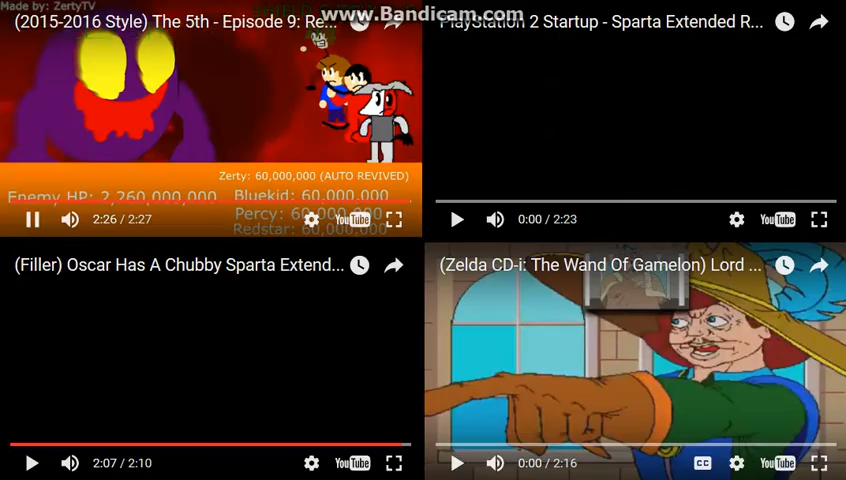 Made by: ZertyTV
www.Bandicam.com
(2015-2016 Style) The 5th - Episode 9: Re...
PlayStation 2 Startup - Sparta Extended R...
Zerty: 60,000,000 (AUTO REVIVED)
Enemy HP: 2,260,000,000
Bluekid: 60,000,000
Percy: 60,000,000
Redstar: 60,000,000
2:26 / 2:27
YouTube
0:00 / 2:23
YouTube
(Filler) Oscar Has A Chubby Sparta Extend...
(Zelda CD-i: The Wand Of Gamelon) Lord ...
2:07 / 2:10
YouTube
0:00 / 2:16
CC
YouTube